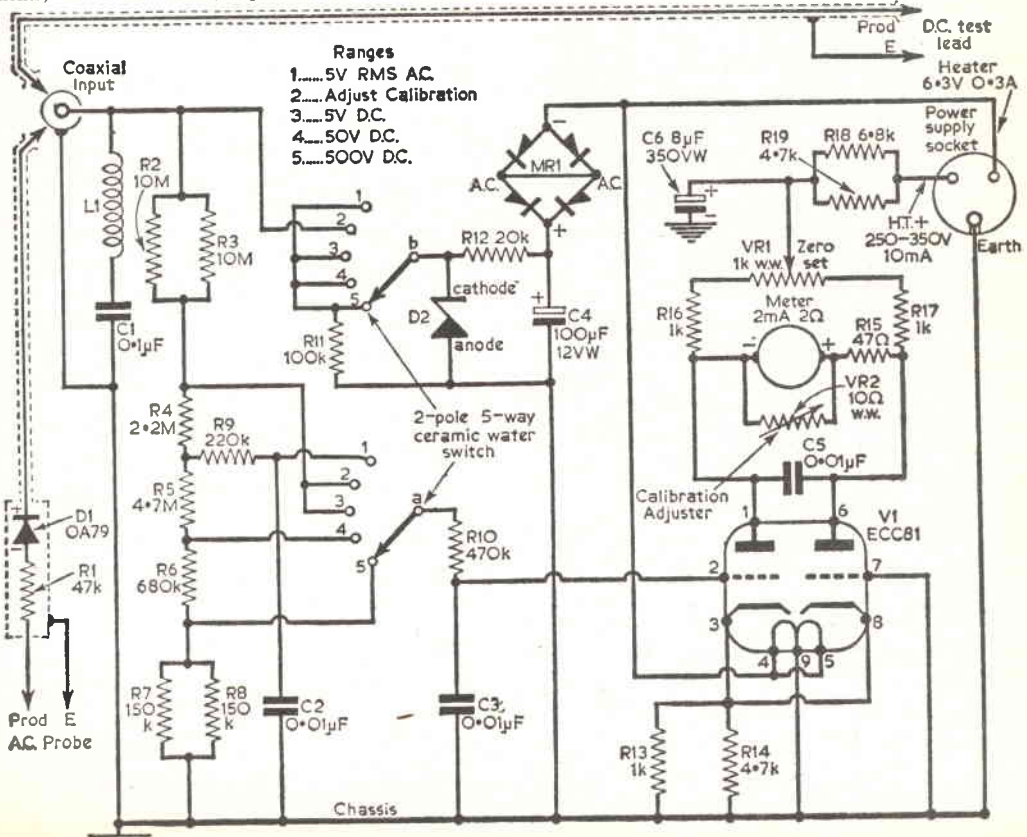 Prod
E
D.C. test
lead
Coaxial
Input
Ranges
1......5V RMS A.C.
2.....Adjust Calibration
3.....5V D.C.
4.....50V D.C.
5.....500V D.C.
Heater
6·3V 0·3A
Power
supply
socket
C6 8µF
350VW
+
-
R19
4·7k
R18 6·8k
H.T.+
250-350V
10mA
Earth
-
A.C.
MR1
A.C.
+
L1
R2
10M
R3
10M
C1
0·1µF
1
2
3
4
5
b
R12 20k
cathode
D2
anode
R11
100k
+
C4
100µF
12VW
VR1
1k w.w.
Zero
set
R16
1k
Meter
2mA 2Ω
-
+
R15
47Ω
R17
1k
VR2
10Ω
w.w.
C5
0·01µF
Calibration
Adjuster
2-pole 5-way
ceramic water
switch
R4
2·2M
R9
220k
R5
4·7M
R6
680k
1
2
3
4
5
a
R10
470k
1
6
V1
ECC81
2
7
3
8
4
9
5
+
D1
OA79
-
R1
47k
Prod
E
A.C. Probe
R7
150
k
R8
150
k
C2
0·01µF
C3
0·01µF
R13
1k
R14
4·7k
Chassis